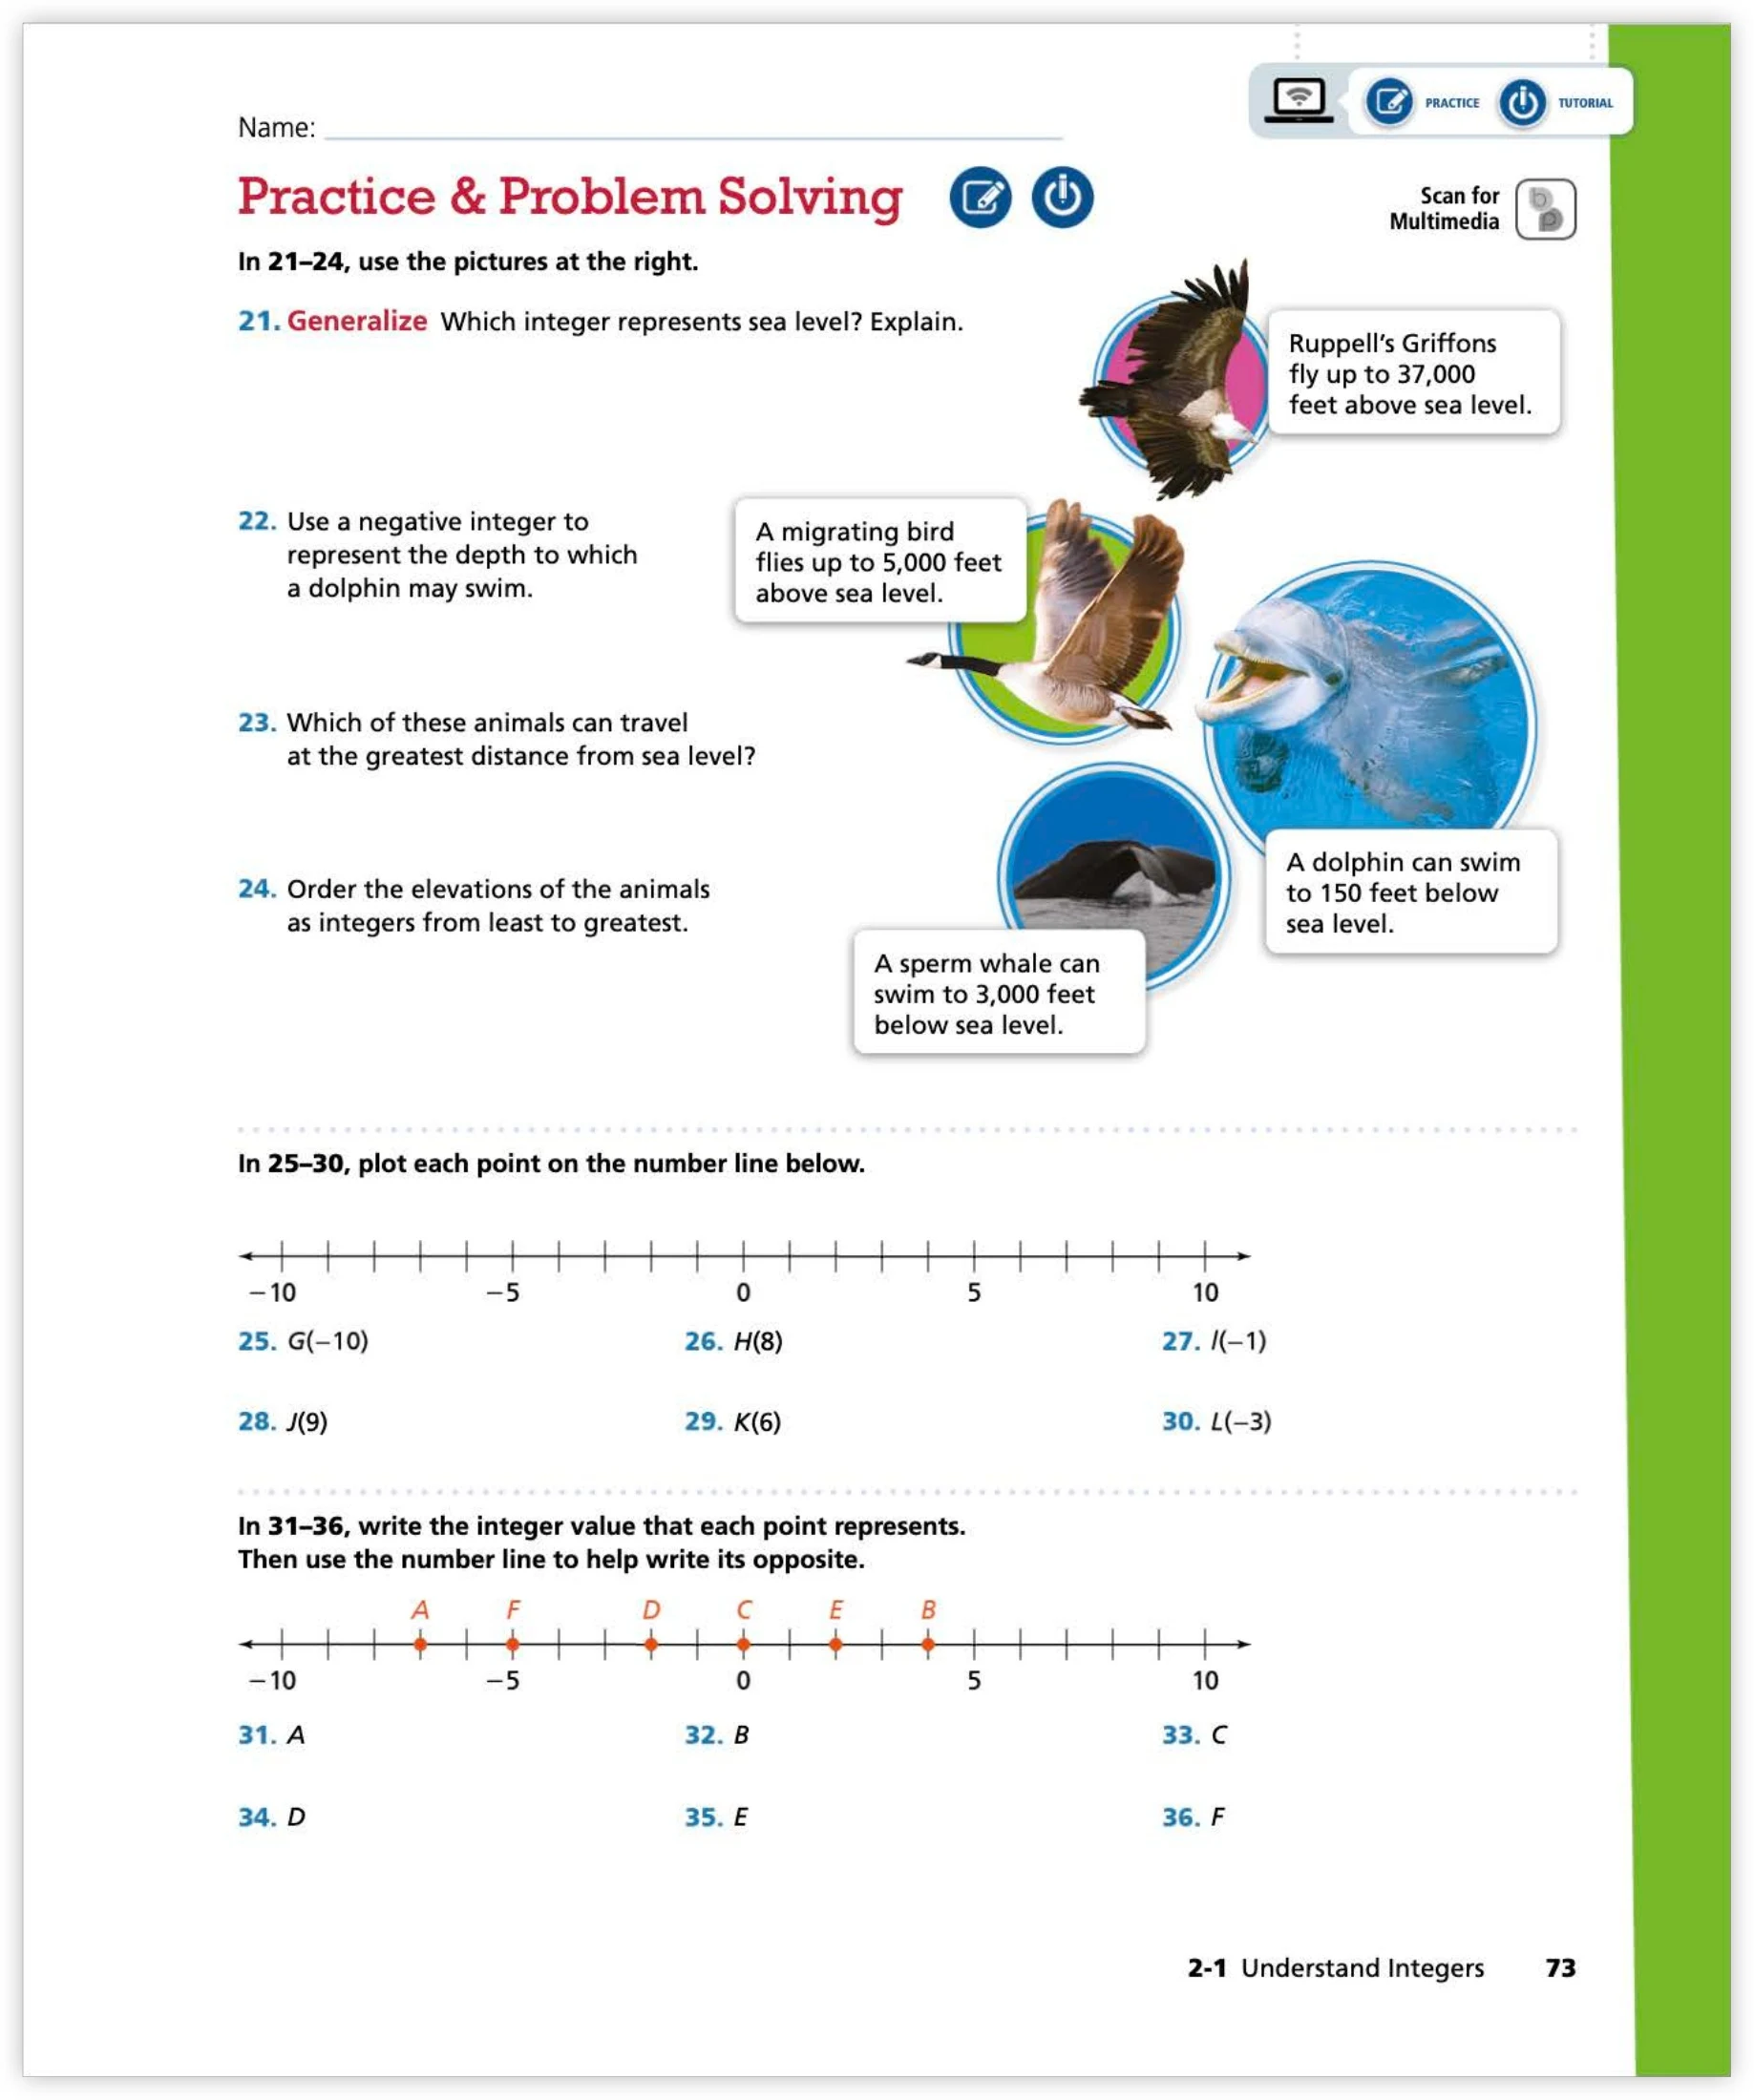 PRACTICE
TUTORIAL
Name:
Practice & Problem Solving
Scan for
Multimedia
In 21–24, use the pictures at the right.
21. Generalize Which integer represents sea level? Explain.
Ruppell's Griffons
fly up to 37,000
feet above sea level.
22. Use a negative integer to
represent the depth to which
a dolphin may swim.
A migrating bird
flies up to 5,000 feet
above sea level.
23. Which of these animals can travel
at the greatest distance from sea level?
A dolphin can swim
to 150 feet below
sea level.
24. Order the elevations of the animals
as integers from least to greatest.
A sperm whale can
swim to 3,000 feet
below sea level.
In 25–30, plot each point on the number line below.
−10 −5 0 5 10
25. G(−10) 26. H(8) 27. I(−1)
28. J(9) 29. K(6) 30. L(−3)
In 31–36, write the integer value that each point represents.
Then use the number line to help write its opposite.
A F D C E B
−10 −5 0 5 10
31. A 32. B 33. C
34. D 35. E 36. F
2-1 Understand Integers 73